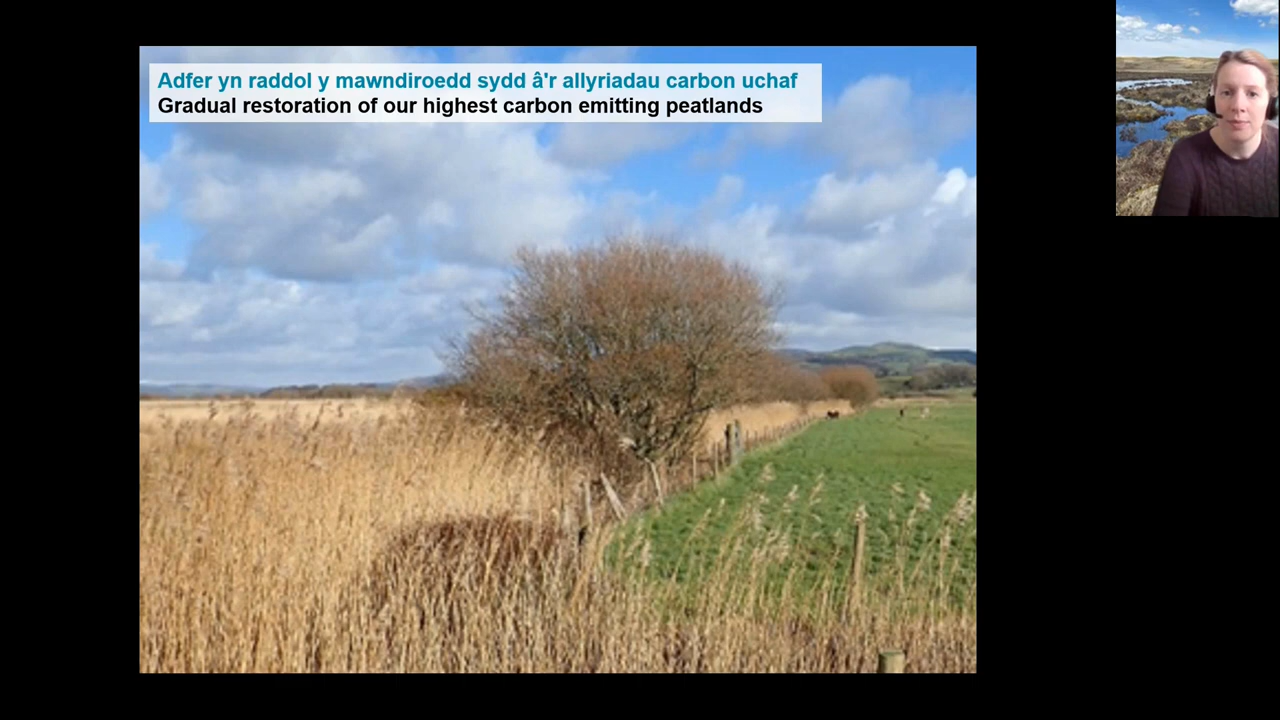 Adfer yn raddol y mawndiroedd sydd â'r allyriadau carbon uchaf
Gradual restoration of our highest carbon emitting peatlands